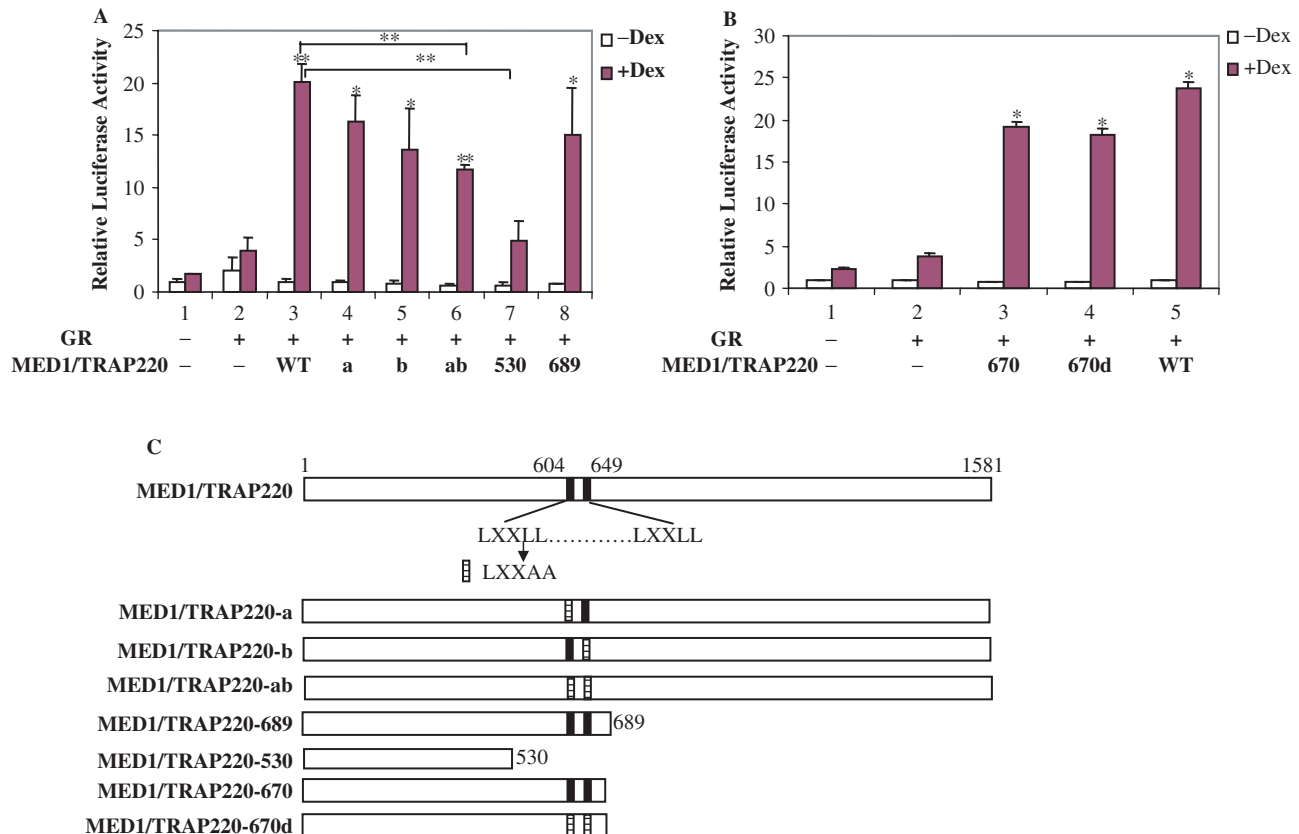 A
Relative Luciferase Activity
25
20
15
10
5
0
** 
**
** * * ** *
−Dex
+Dex
1 2 3 4 5 6 7 8
GR − + + + + + + +
MED1/TRAP220 − − WT a b ab 530 689
B
Relative Luciferase Activity
30
25
20
15
10
5
0
* * *
−Dex
+Dex
1 2 3 4 5
GR − + + + +
MED1/TRAP220 − − 670 670d WT
C
1 604 649 1581
MED1/TRAP220
LXXLL............LXXLL
LXXAA
MED1/TRAP220-a
MED1/TRAP220-b
MED1/TRAP220-ab
MED1/TRAP220-689 689
MED1/TRAP220-530 530
MED1/TRAP220-670
MED1/TRAP220-670d